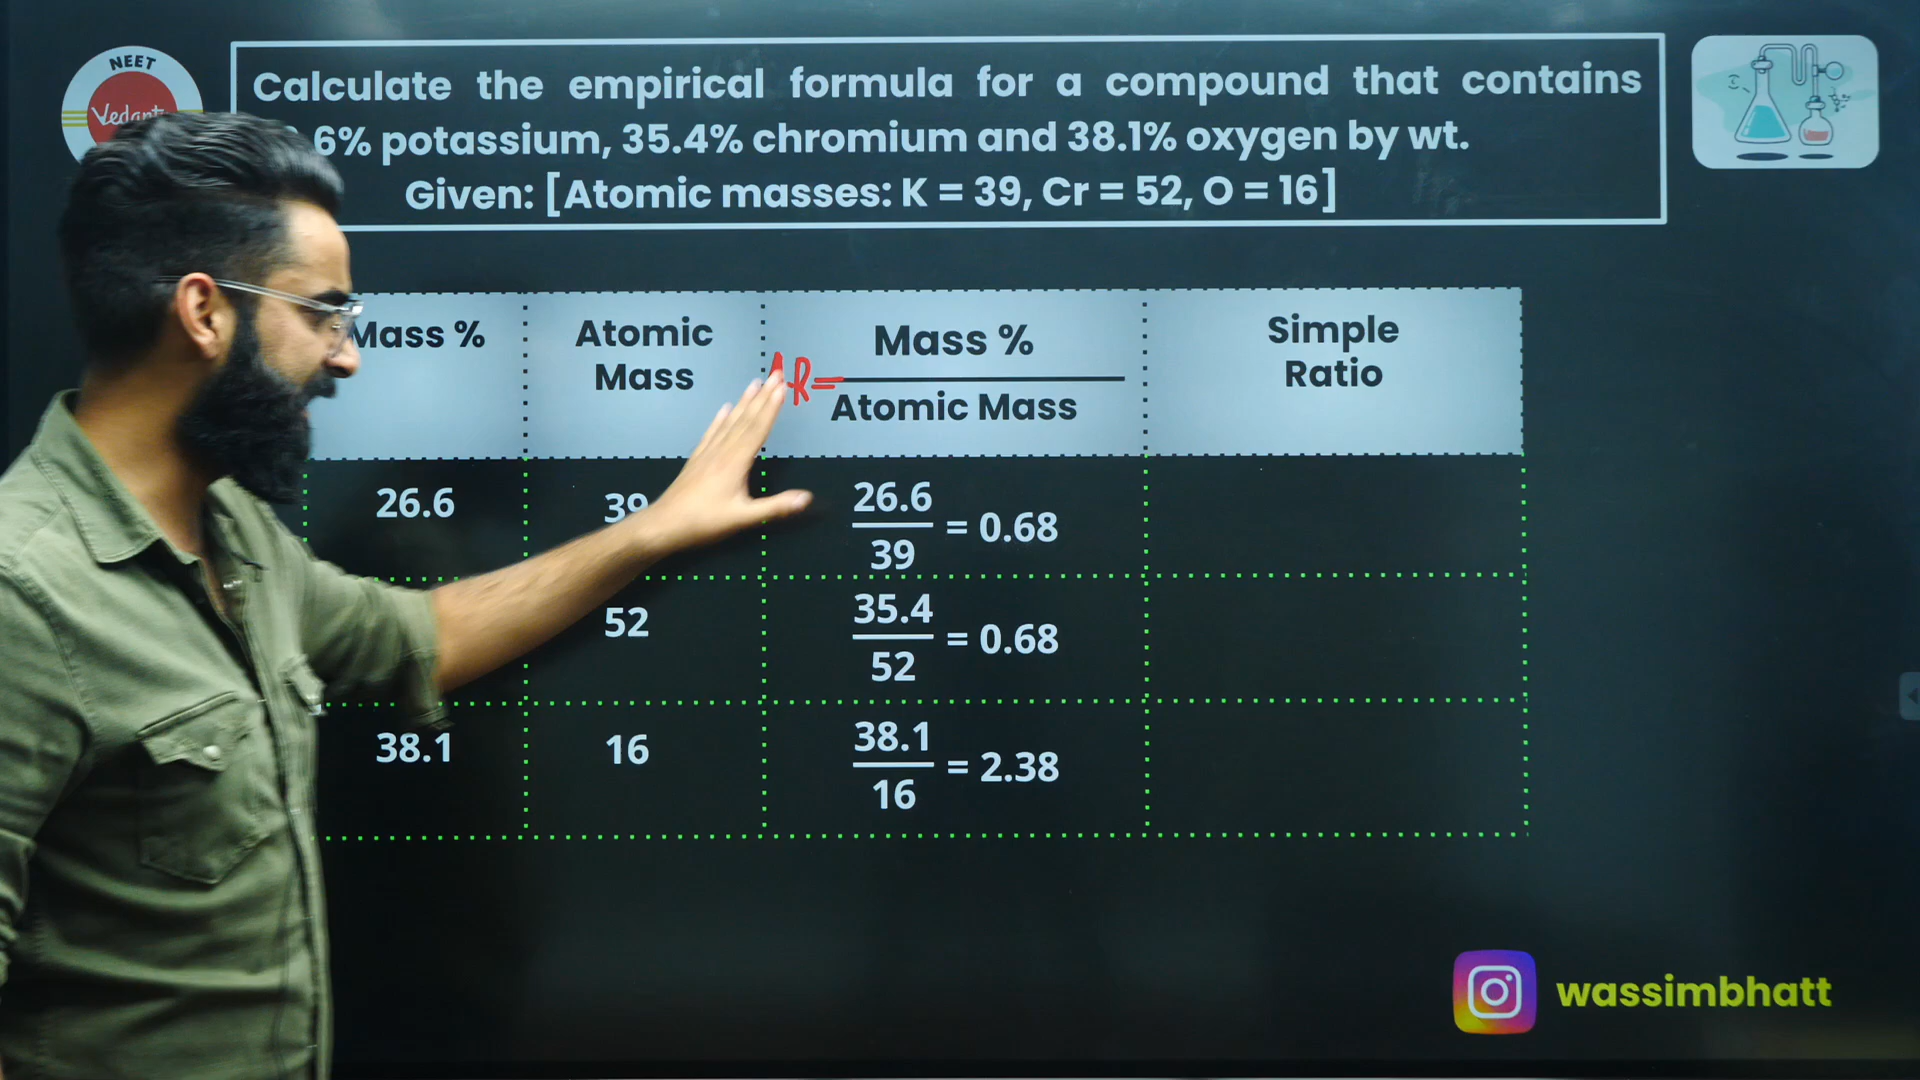 NEET
Calculate the empirical formula for a compound that contains
.6% potassium, 35.4% chromium and 38.1% oxygen by wt.
Given: [Atomic masses: K = 39, Cr = 52, O = 16]
Mass %
Atomic
Mass
R=
Mass %
Atomic Mass
Simple
Ratio
26.6
39
26.6
39
= 0.68
52
35.4
52
= 0.68
38.1
16
38.1
16
= 2.38
wassimbhatt